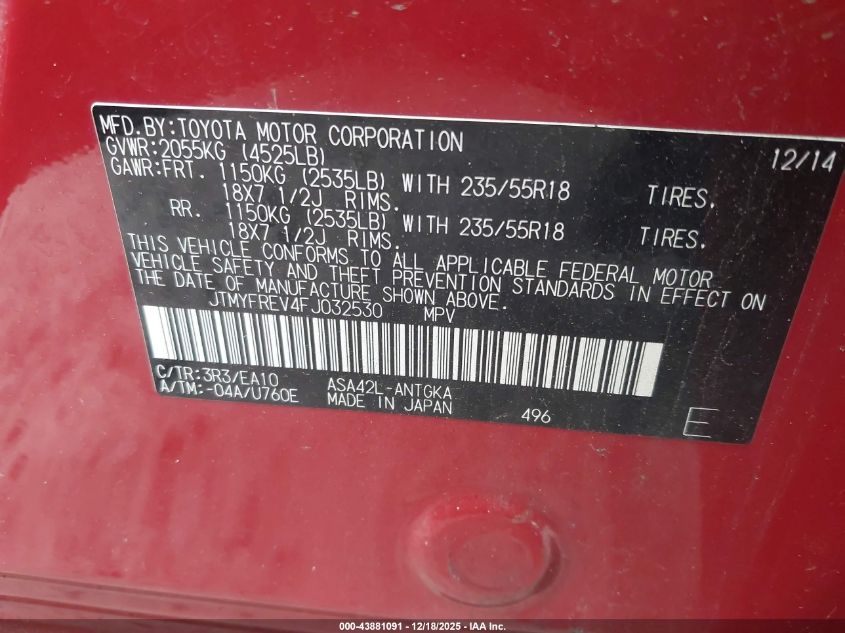 MFD.BY:TOYOTA MOTOR CORPORATION 12/14
GVWR:2055KG (4525LB)
GAWR:FRT. 1150KG (2535LB) WITH 235/55R18 TIRES.
18X7 1/2J RIMS.
RR. 1150KG (2535LB) WITH 235/55R18 TIRES.
18X7 1/2J RIMS.
THIS VEHICLE CONFORMS TO ALL APPLICABLE FEDERAL MOTOR
VEHICLE SAFETY AND THEFT PREVENTION STANDARDS IN EFFECT ON
THE DATE OF MANUFACTURE SHOWN ABOVE.
JTMYFREV4FJ032530 MPV
C/TR:3R3/EA10 ASA42L-ANTGKA
A/TM:-04A/U760E MADE IN JAPAN 496 E
000-43881091 - 12/18/2025 - IAA Inc.